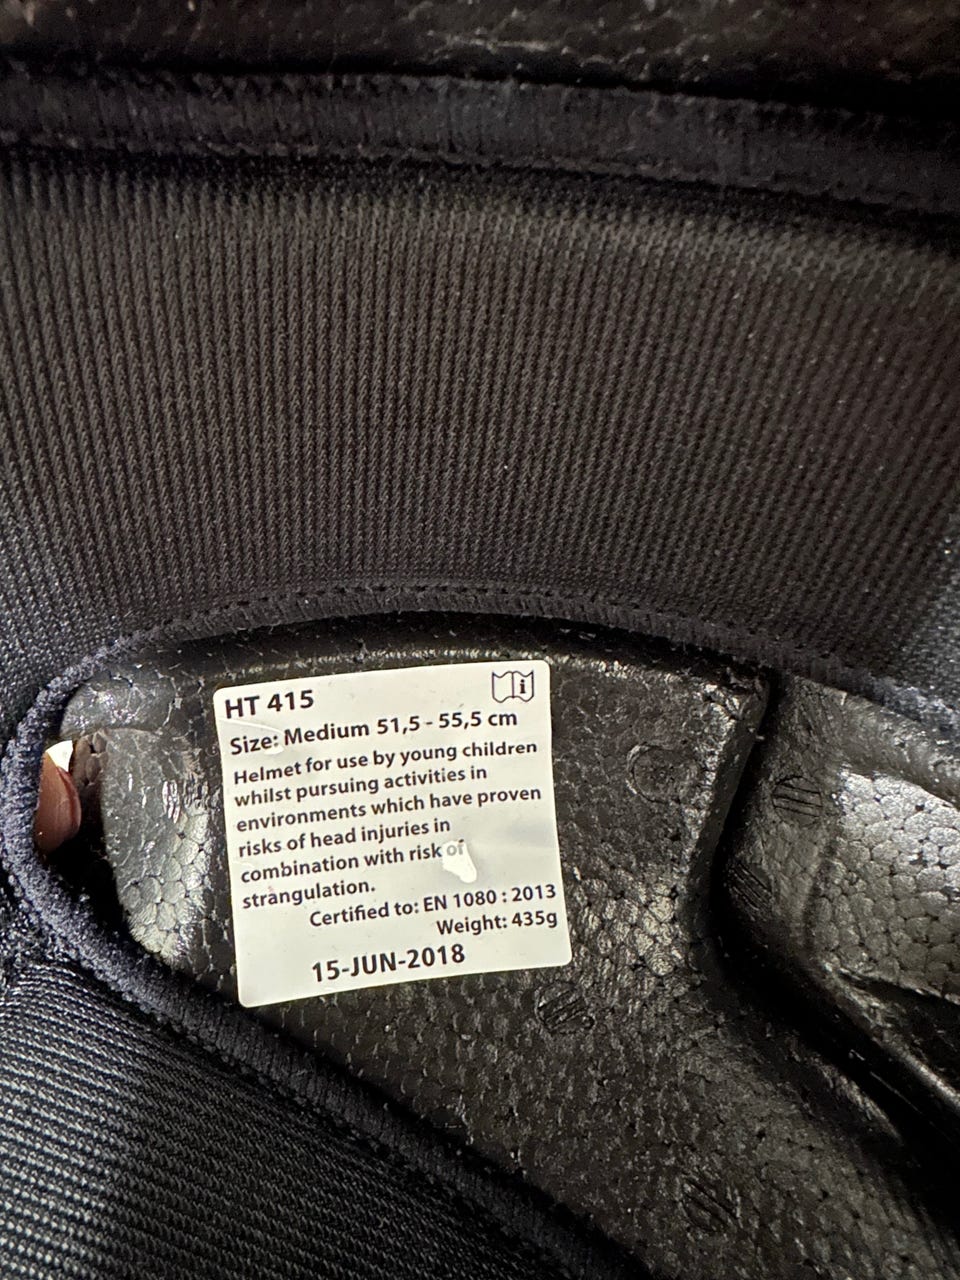 HT 415 i
Size: Medium 51,5 - 55,5 cm
Helmet for use by young children
whilst pursuing activities in
environments which have proven
risks of head injuries in
combination with risk of
strangulation.
Certified to: EN 1080 : 2013
Weight: 435g
15-JUN-2018